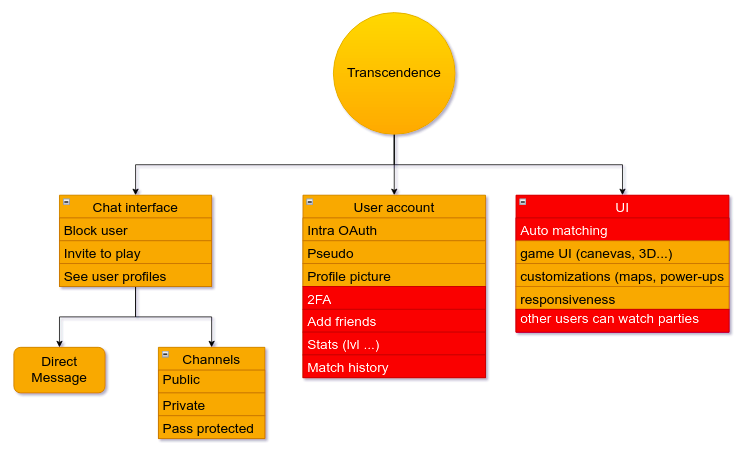 Transcendence
Chat interface
Block user
Invite to play
See user profiles
User account
Intra OAuth
Pseudo
Profile picture
2FA
Add friends
Stats (lvl ...)
Match history
UI
Auto matching
game UI (canevas, 3D...)
customizations (maps, power-ups
responsiveness
other users can watch parties
Direct
Message
Channels
Public
Private
Pass protected